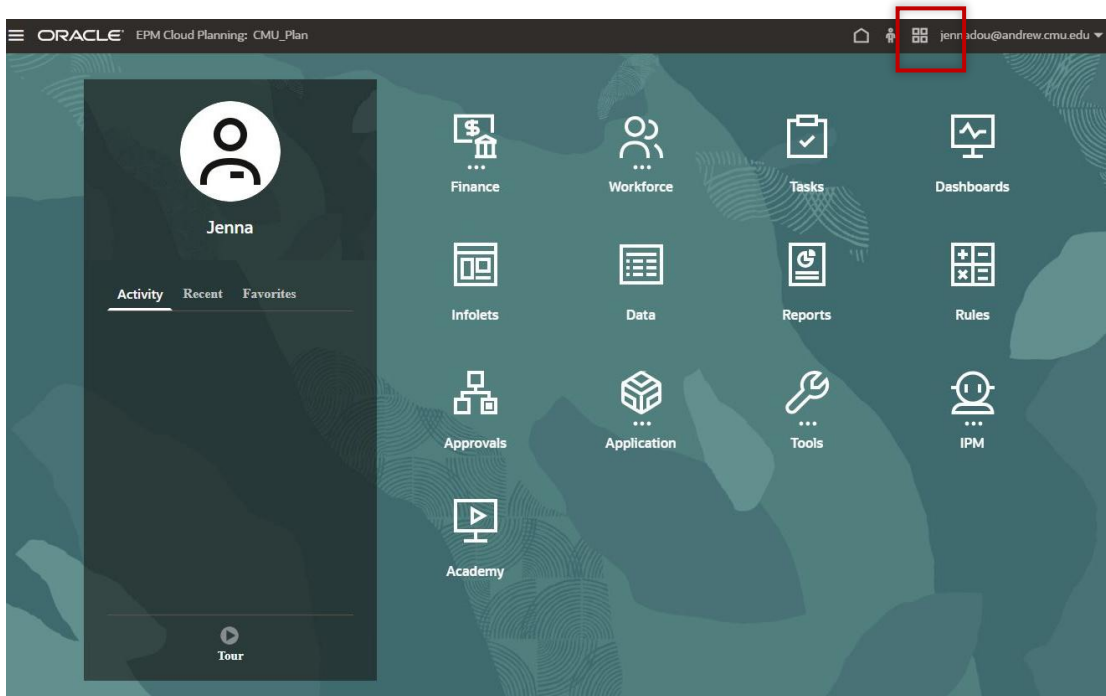 ORACLE EPM Cloud Planning: CMU_Plan jennadou@andrew.cmu.edu
Jenna
Activity Recent Favorites
Tour
Finance Workforce Tasks Dashboards
Infolets Data Reports Rules
Approvals Application Tools IPM
Academy